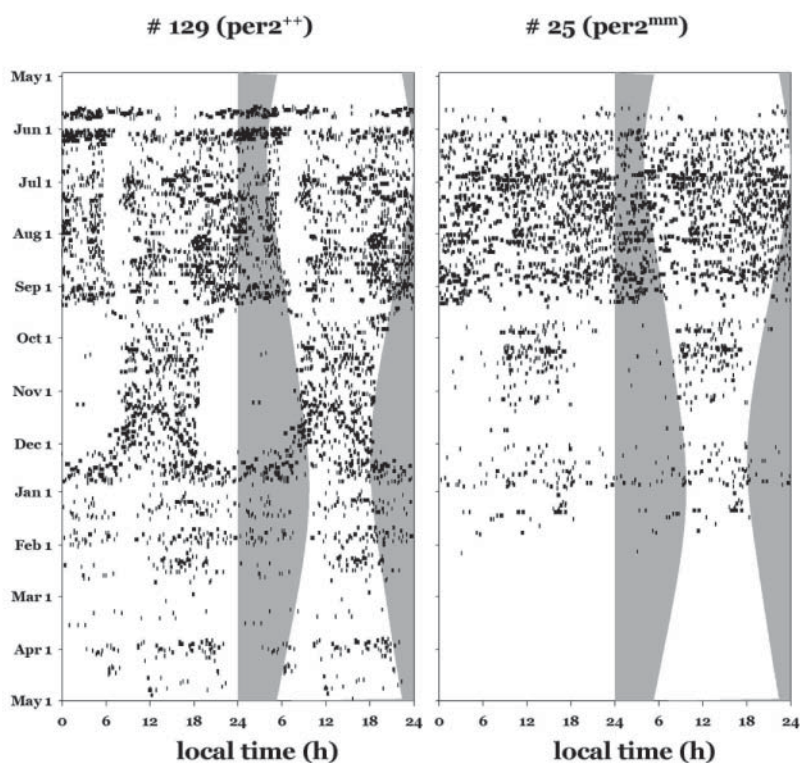 # 129 (per2⁺⁺)
# 25 (per2ᵐᵐ)
May 1
Jun 1
Jul 1
Aug 1
Sep 1
Oct 1
Nov 1
Dec 1
Jan 1
Feb 1
Mar 1
Apr 1
May 1
0 6 12 18 24 6 12 18 24
0 6 12 18 24 6 12 18 24
local time (h)
local time (h)